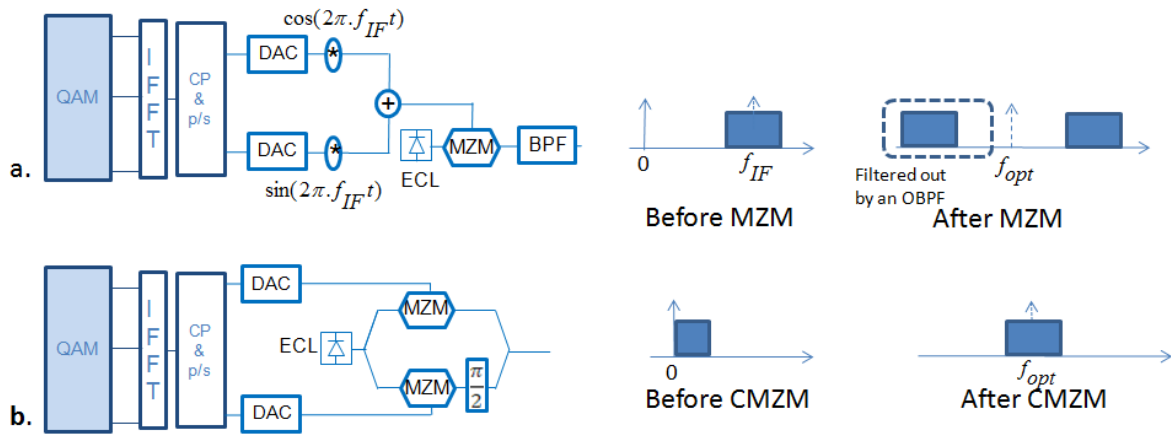 cos(2π.f_IF t)
QAM
IFFT
CP & p/s
DAC
*
+
DAC
*
sin(2π.f_IF t)
ECL
MZM
BPF
a.
0
f_IF
Before MZM
Filtered out
by an OBPF
f_opt
After MZM
QAM
IFFT
CP & p/s
DAC
MZM
ECL
MZM
π/2
DAC
b.
0
Before CMZM
f_opt
After CMZM